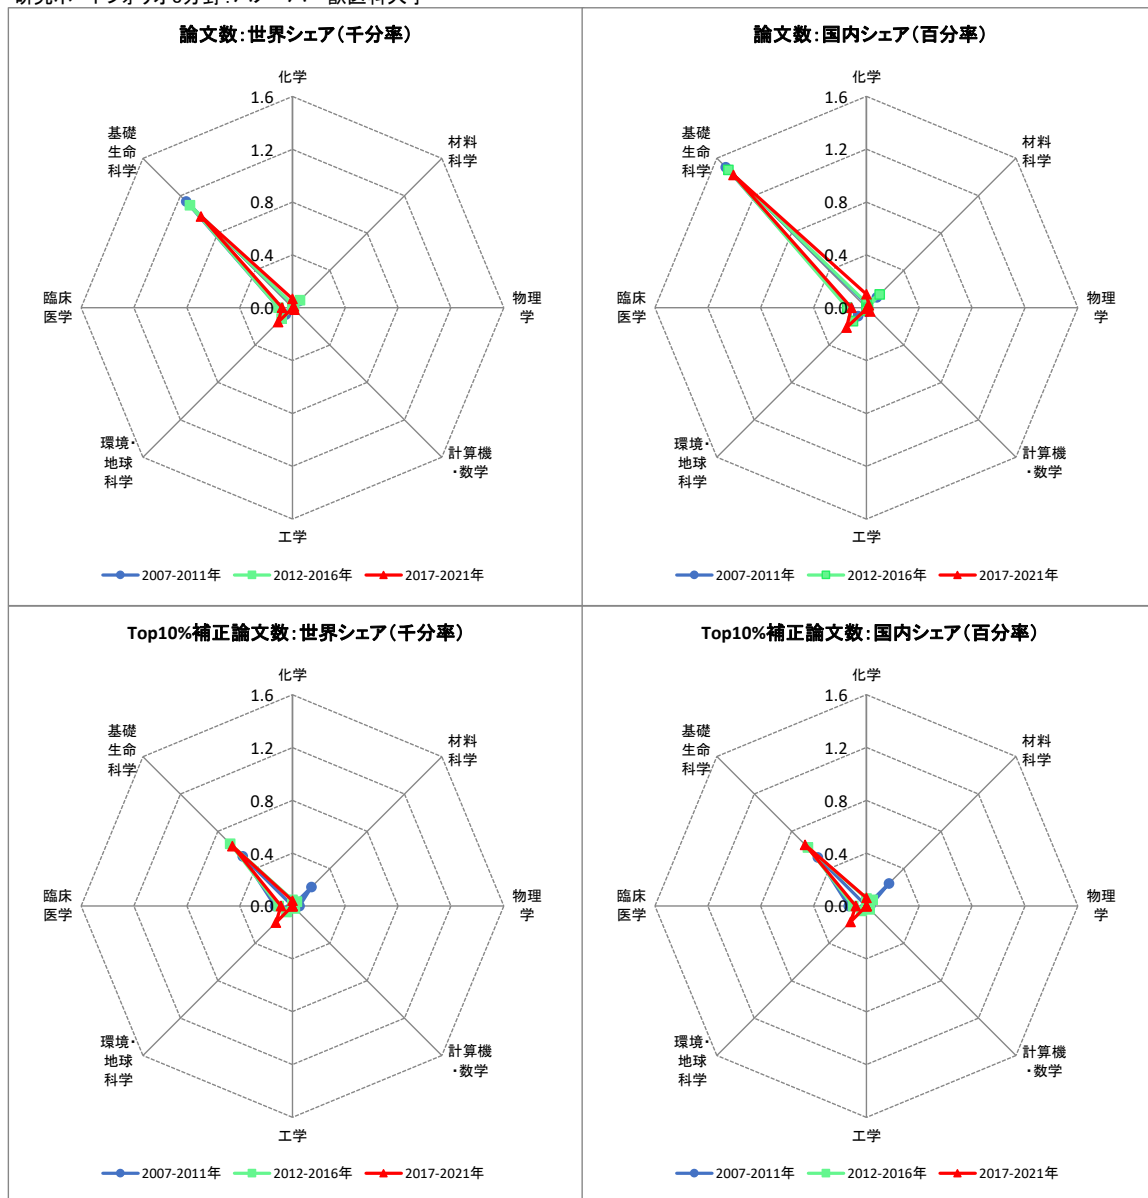 論文数：世界シェア（千分率）
化学
1.6
1.2
0.8
0.4
0.0
材料
科学
物理
学
計算機
・数学
工学
環境・
地球
科学
臨床
医学
基礎
生命
科学
2007-2011年 2012-2016年 2017-2021年
論文数：国内シェア（百分率）
化学
1.6
1.2
0.8
0.4
0.0
材料
科学
物理
学
計算機
・数学
工学
環境・
地球
科学
臨床
医学
基礎
生命
科学
2007-2011年 2012-2016年 2017-2021年
Top10%補正論文数：世界シェア（千分率）
化学
1.6
1.2
0.8
0.4
0.0
材料
科学
物理
学
計算機
・数学
工学
環境・
地球
科学
臨床
医学
基礎
生命
科学
2007-2011年 2012-2016年 2017-2021年
Top10%補正論文数：国内シェア（百分率）
化学
1.6
1.2
0.8
0.4
0.0
材料
科学
物理
学
計算機
・数学
工学
環境・
地球
科学
臨床
医学
基礎
生命
科学
2007-2011年 2012-2016年 2017-2021年